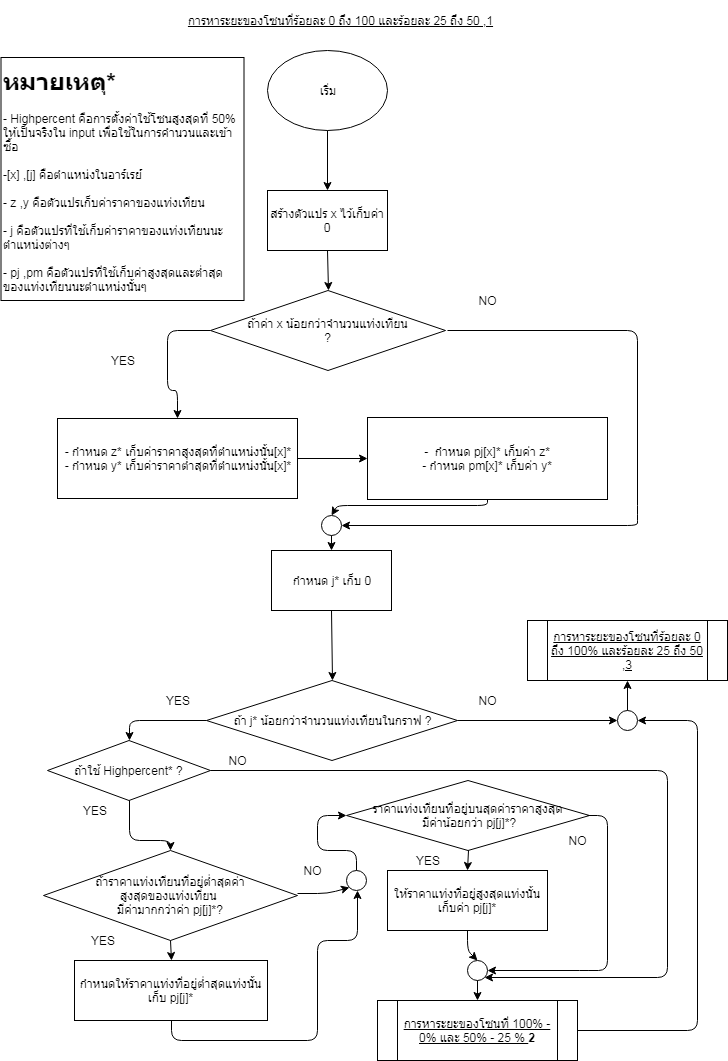 การหาระยะของโซนที่ร้อยละ 0 ถึง 100 และร้อยละ 25 ถึง 50 ,1
หมายเหตุ*
- Highpercent คือการตั้งค่าใช้โซนสูงสุดที่ 50%
ให้เป็นจริงใน input เพื่อใช้ในการคำนวนและเข้า
ซื้อ
-[x] ,[j] คือตำแหน่งในอาร์เรย์
- z ,y คือตัวแปรเก็บค่าราคาของแท่งเทียน
- j คือตัวแปรที่ใช้เก็บค่าราคาของแท่งเทียนนะ
ตำแหน่งต่างๆ
- pj ,pm คือตัวแปรที่ใช้เก็บค่าสูงสุดและต่ำสุด
ของแท่งเทียนนะตำแหน่งนั้นๆ
เริ่ม
สร้างตัวแปร x ไว้เก็บค่า
0
ถ้าค่า x น้อยกว่าจำนวนแท่งเทียน
?
NO
YES
- กำหนด z* เก็บค่าราคาสูงสุดที่ตำแหน่งนั้น[x]*
- กำหนด y* เก็บค่าราคาต่ำสุดที่ตำแหน่งนั้น[x]*
- กำหนด pj[x]* เก็บค่า z*
- กำหนด pm[x]* เก็บค่า y*
กำหนด j* เก็บ 0
การหาระยะของโซนที่ร้อยละ 0
ถึง 100% และร้อยละ 25 ถึง 50
,3
YES
ถ้า j* น้อยกว่าจำนวนแท่งเทียนในกราฟ ?
NO
ถ้าใช้ Highpercent* ?
NO
YES
ราคาแท่งเทียนที่อยู่บนสุดค่าราคาสูงสุด
มีค่าน้อยกว่า pj[j]*?
NO
YES
ถ้าราคาแท่งเทียนที่อยู่ต่ำสุดค่า
สูงสุดของแท่งเทียน
มีค่ามากกว่าค่า pj[j]*?
NO
YES
ให้ราคาแท่งที่อยู่สูงสุดแท่งนั้น
เก็บค่า pj[j]*
กำหนดให้ราคาแท่งที่อยู่ต่ำสุดแท่งนั้น
เก็บ pj[j]*
การหาระยะของโซนที่ 100% -
0% และ 50% - 25 % 2